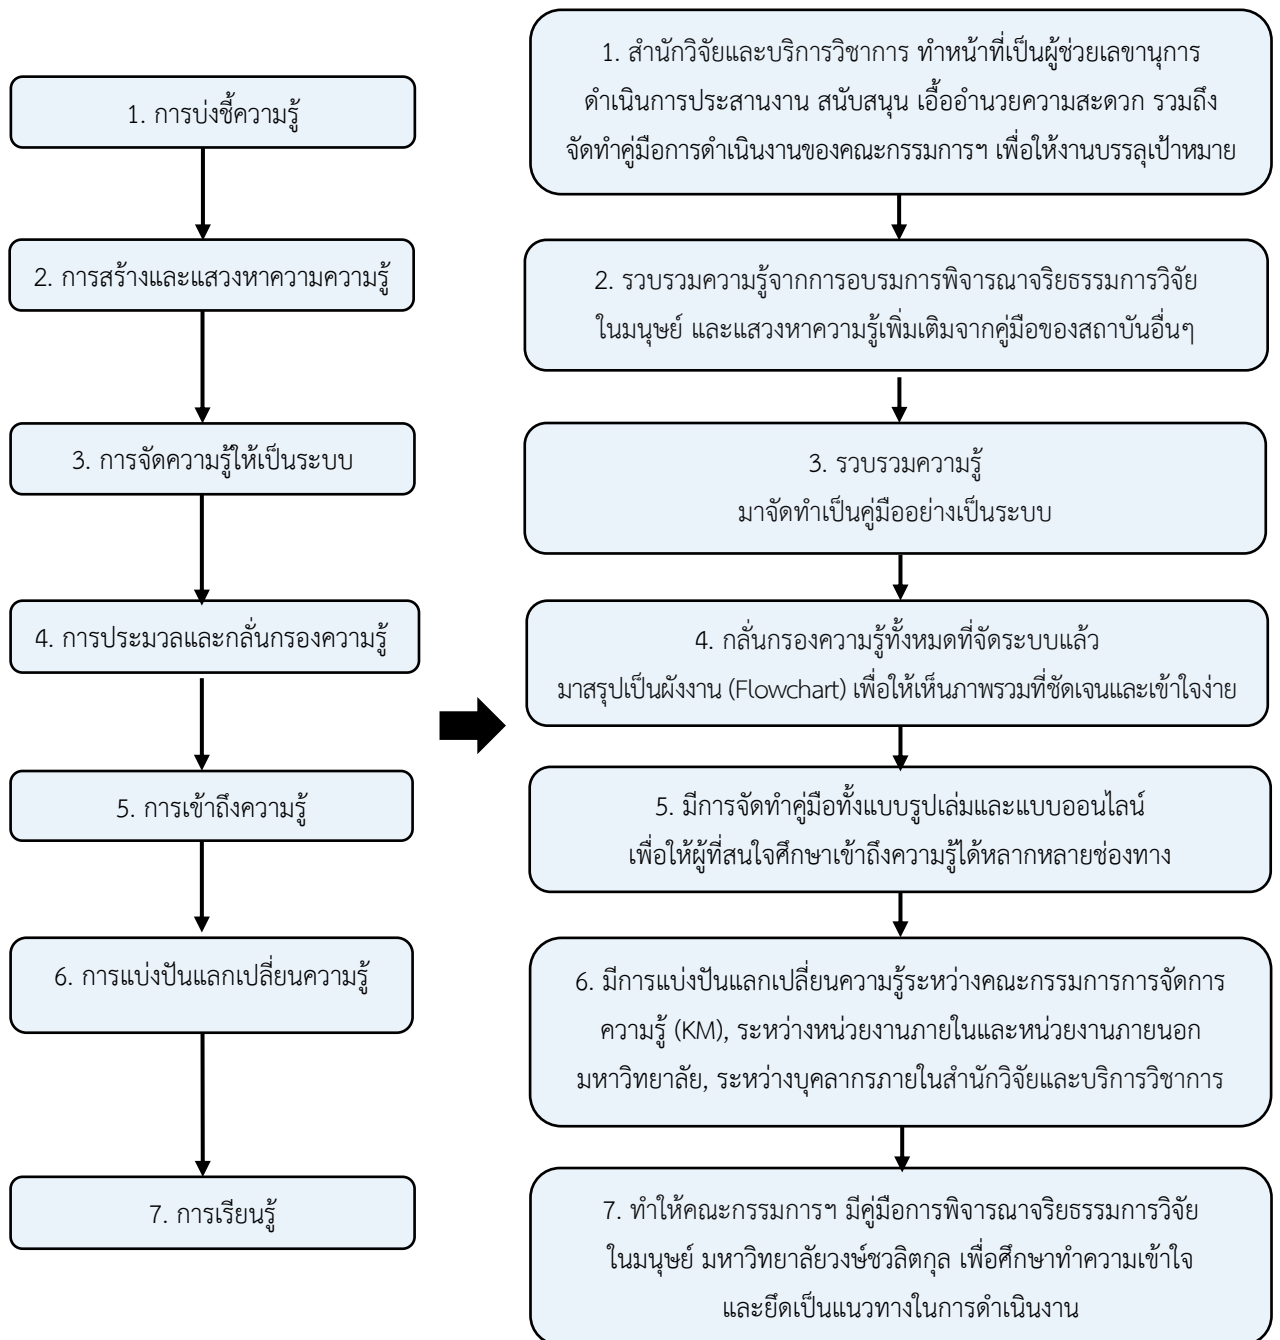 1. การบ่งชี้ความรู้
2. การสร้างและแสวงหาความความรู้
3. การจัดความรู้ให้เป็นระบบ
4. การประมวลและกลั่นกรองความรู้
5. การเข้าถึงความรู้
6. การแบ่งปันแลกเปลี่ยนความรู้
7. การเรียนรู้
1. สำนักวิจัยและบริการวิชาการ ทำหน้าที่เป็นผู้ช่วยเลขานุการ
ดำเนินการประสานงาน สนับสนุน เอื้ออำนวยความสะดวก รวมถึง
จัดทำคู่มือการดำเนินงานของคณะกรรมการฯ เพื่อให้งานบรรลุเป้าหมาย
2. รวบรวมความรู้จากการอบรมการพิจารณาจริยธรรมการวิจัย
ในมนุษย์ และแสวงหาความรู้เพิ่มเติมจากคู่มือของสถาบันอื่นๆ
3. รวบรวมความรู้
มาจัดทำเป็นคู่มืออย่างเป็นระบบ
4. กลั่นกรองความรู้ทั้งหมดที่จัดระบบแล้ว
มาสรุปเป็นผังงาน (Flowchart) เพื่อให้เห็นภาพรวมที่ชัดเจนและเข้าใจง่าย
5. มีการจัดทำคู่มือทั้งแบบรูปเล่มและแบบออนไลน์
เพื่อให้ผู้ที่สนใจศึกษาเข้าถึงความรู้ได้หลากหลายช่องทาง
6. มีการแบ่งปันแลกเปลี่ยนความรู้ระหว่างคณะกรรมการการจัดการ
ความรู้ (KM), ระหว่างหน่วยงานภายในและหน่วยงานภายนอก
มหาวิทยาลัย, ระหว่างบุคลากรภายในสำนักวิจัยและบริการวิชาการ
7. ทำให้คณะกรรมการฯ มีคู่มือการพิจารณาจริยธรรมการวิจัย
ในมนุษย์ มหาวิทยาลัยวงษ์ชวลิตกุล เพื่อศึกษาทำความเข้าใจ
และยึดเป็นแนวทางในการดำเนินงาน